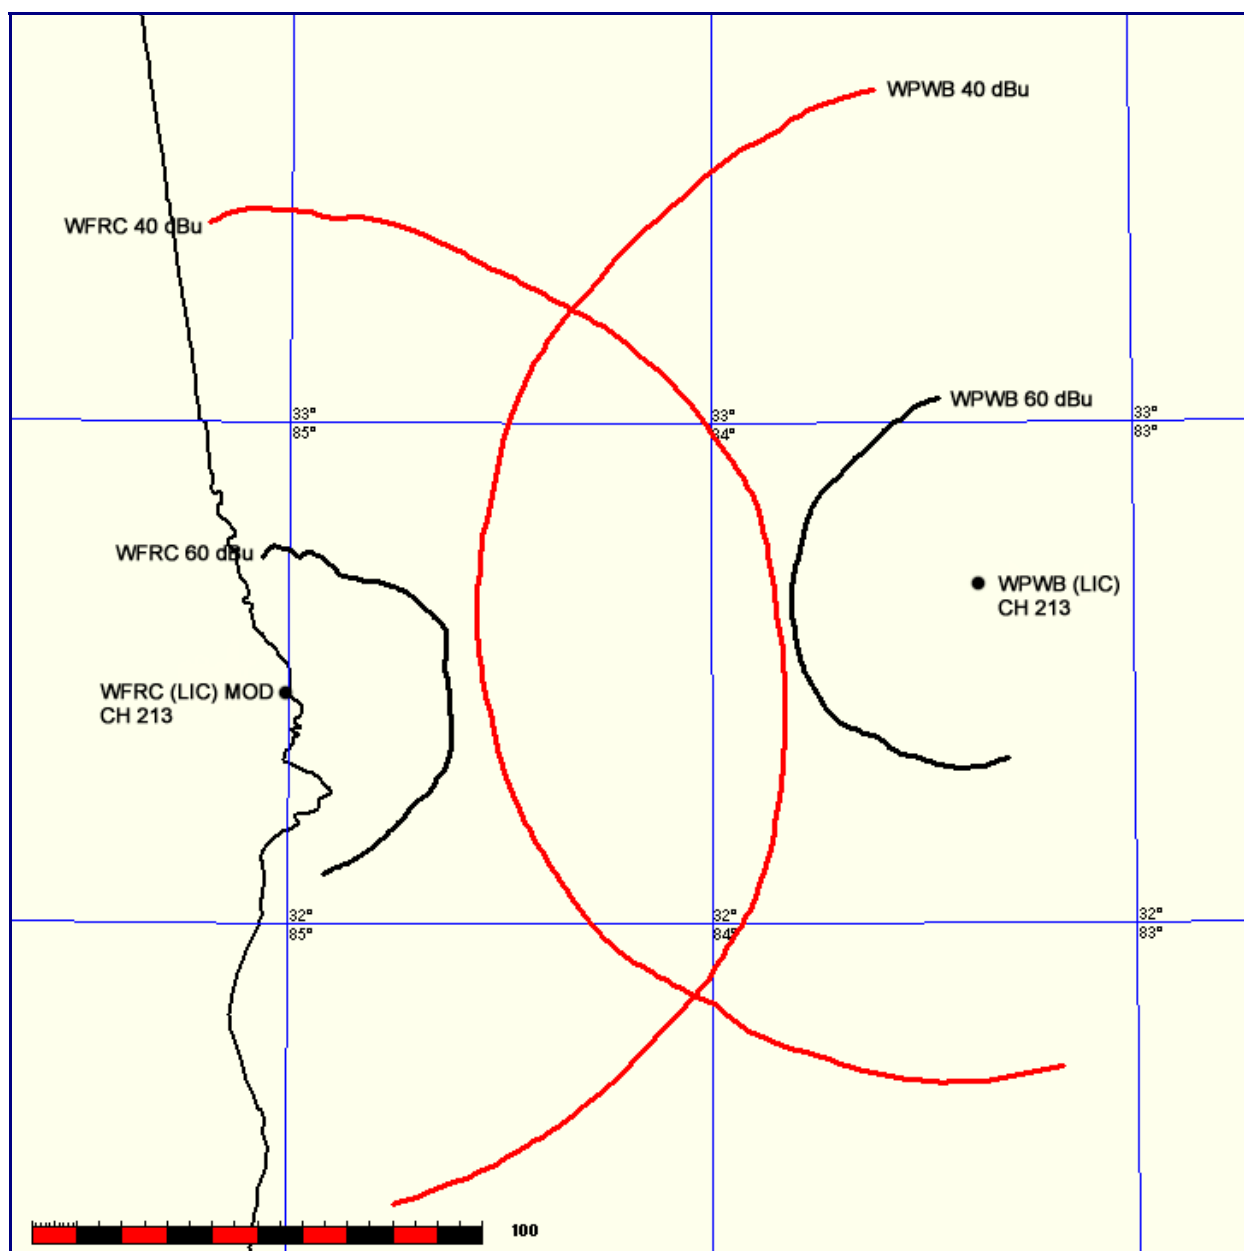 WPWB 40 dBu
WFRC 40 dBu
WPWB 60 dBu
33°
85°
33°
84°
33°
83°
WFRC 60 dBu
WPWB (LIC)
CH 213
WFRC (LIC) MOD
CH 213
32°
85°
32°
84°
32°
83°
100